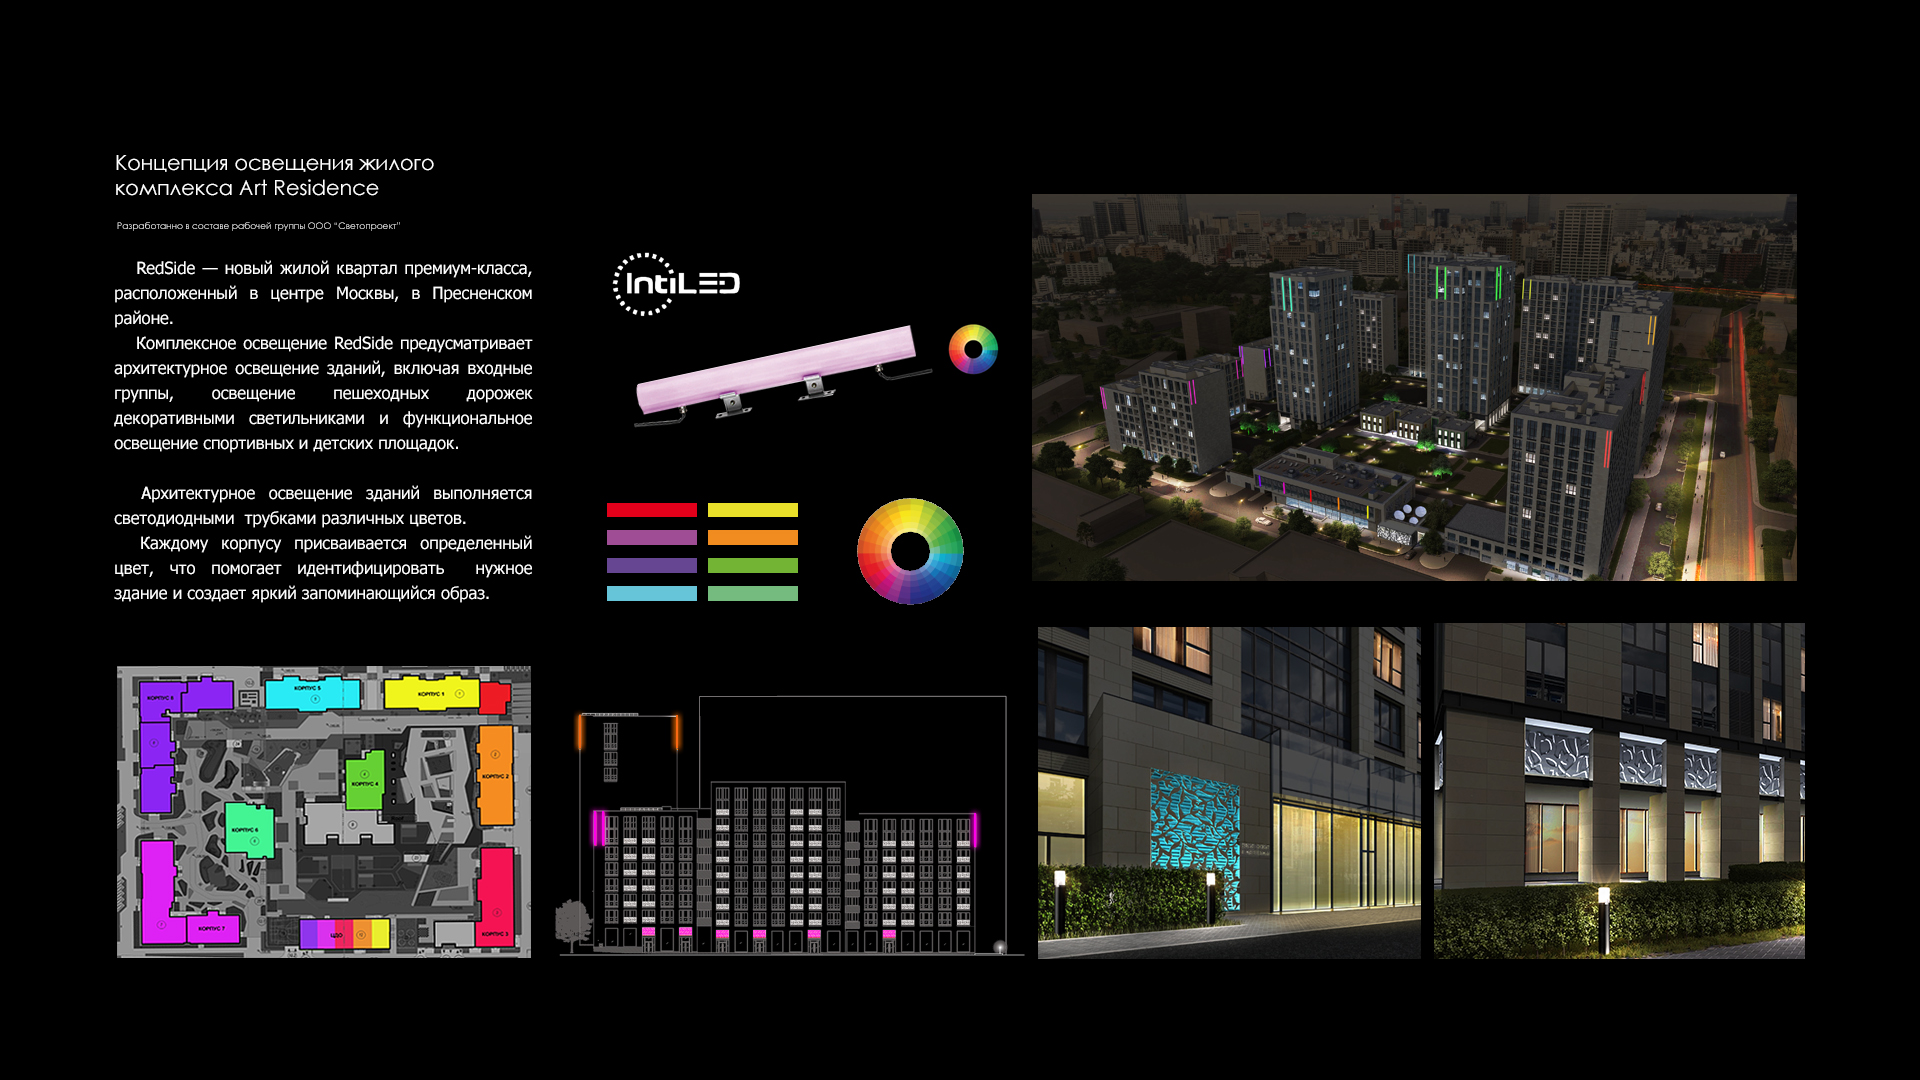 Концепция освещения жилого
комплекса Art Residence
Разработанно в составе рабочей группы ООО "Светопроект"
RedSide — новый жилой квартал премиум-класса,
расположенный в центре Москвы, в Пресненском
районе.
Комплексное освещение RedSide предусматривает
архитектурное освещение зданий, включая входные
группы, освещение пешеходных дорожек
декоративными светильниками и функциональное
освещение спортивных и детских площадок.
Архитектурное освещение зданий выполняется
светодиодными трубками различных цветов.
Каждому корпусу присваивается определенный
цвет, что помогает идентифицировать нужное
здание и создает яркий запоминающийся образ.
IntiLED
КОРПУС 5
КОРПУС 1
КОРПУС 2
КОРПУС 4
КОРПУС 6
КОРПУС 7
ЦДО
КОРПУС 3